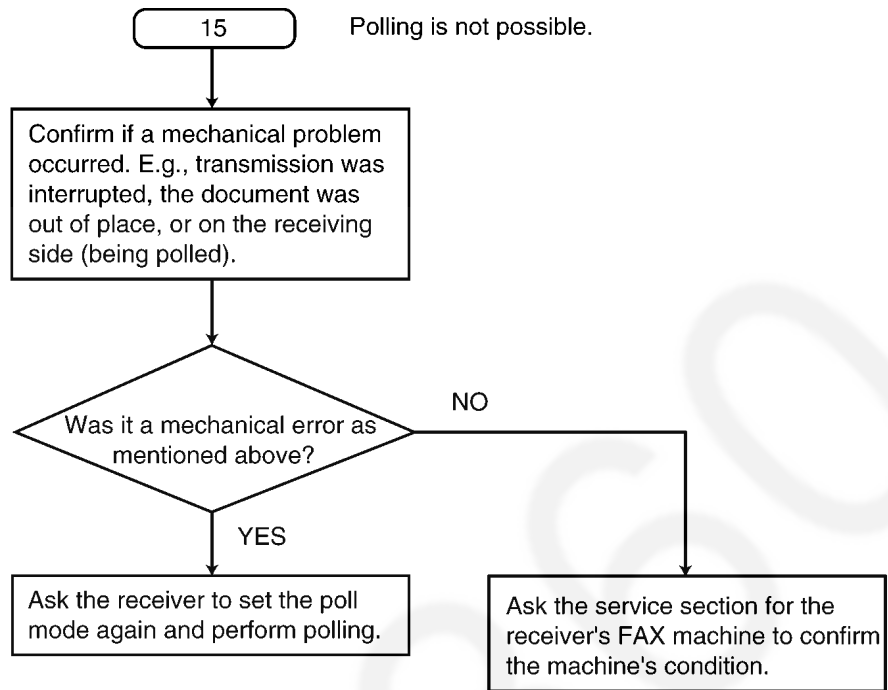 15
Polling is not possible.
Confirm if a mechanical problem
occurred. E.g., transmission was
interrupted, the document was
out of place, or on the receiving
side (being polled).
Was it a mechanical error as
mentioned above?
NO
YES
Ask the receiver to set the poll
mode again and perform polling.
Ask the service section for the
receiver's FAX machine to confirm
the machine's condition.